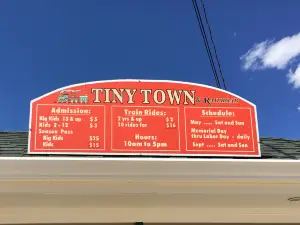 TINY TOWN & Railroad
Admission:
Big Kids 13 & up $5
Kids 2 - 12 $3
Season Pass
Big Kids $25
Kids $15
Train Rides:
2 yrs & up $2
10 rides for $16
Hours:
10am to 5pm
Schedule:
May .... Sat and Sun
Memorial Day
thru Labor Day - daily
Sept .... Sat and Sun